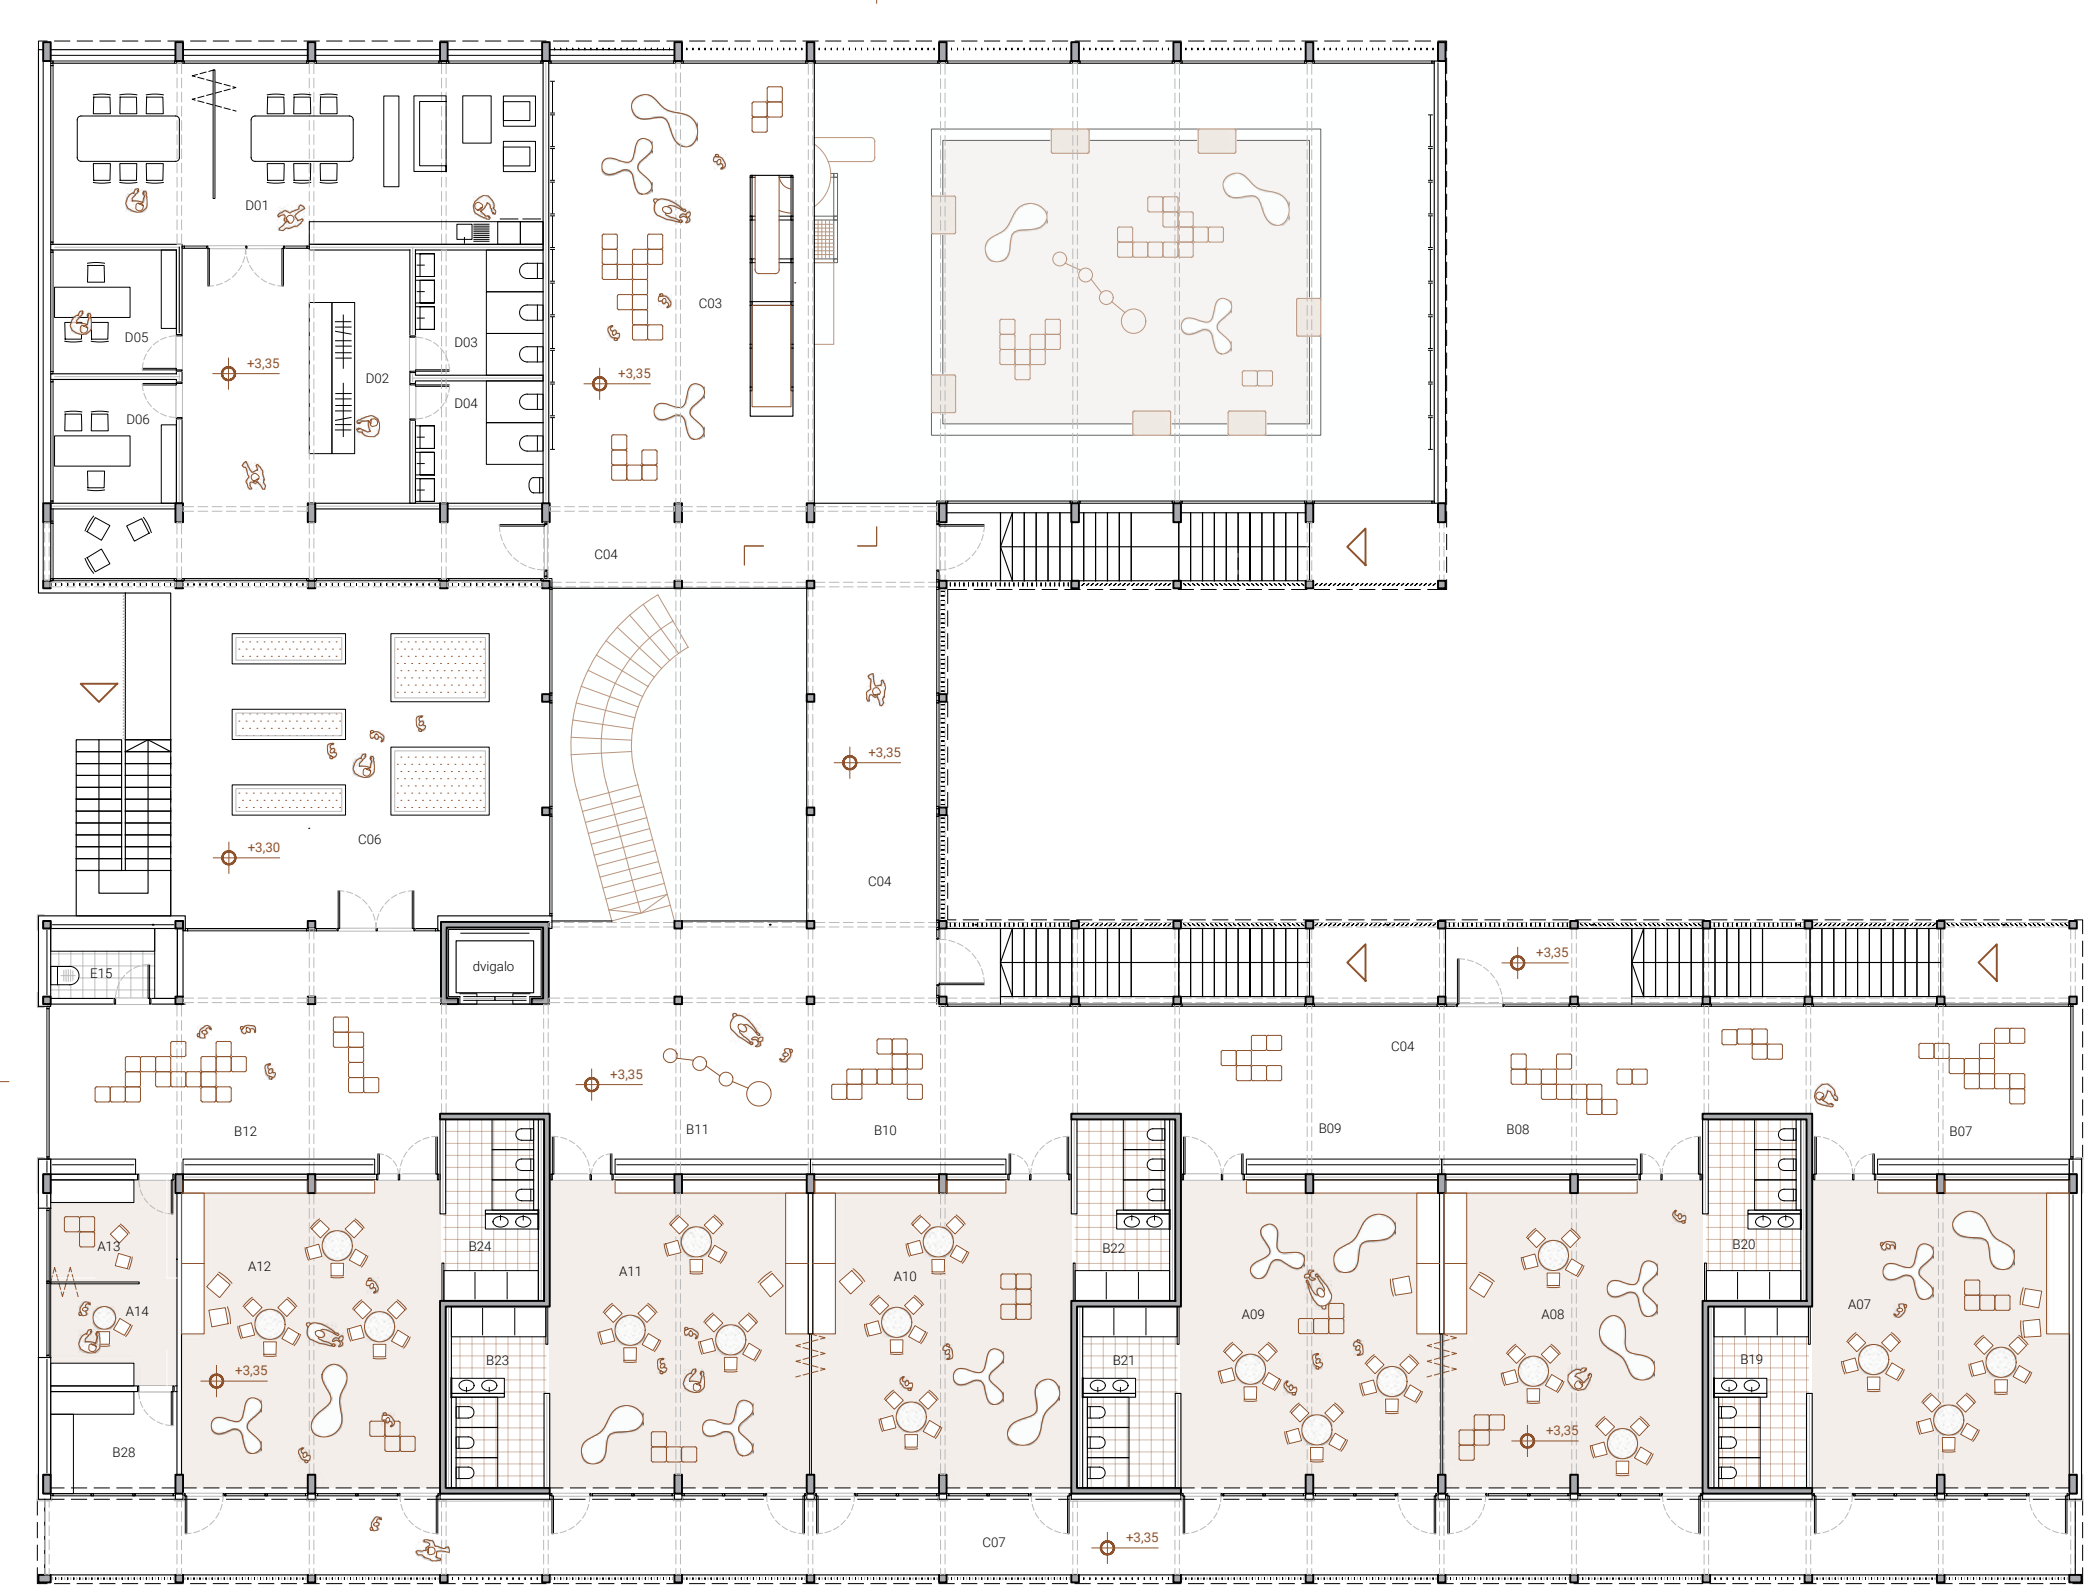 D01
D05
+3,35
D02
D03
D04
D06
C03
+3,35
C04
+3,35
C06
+3,30
C04
E15
dvigalo
+3,35
C04
+3,35
B12
B11
B10
B09
B08
B07
A13
A14
A12
B24
A11
A10
B22
A09
A08
B20
A07
+3,35
B23
B21
B19
+3,35
B28
C07
+3,35